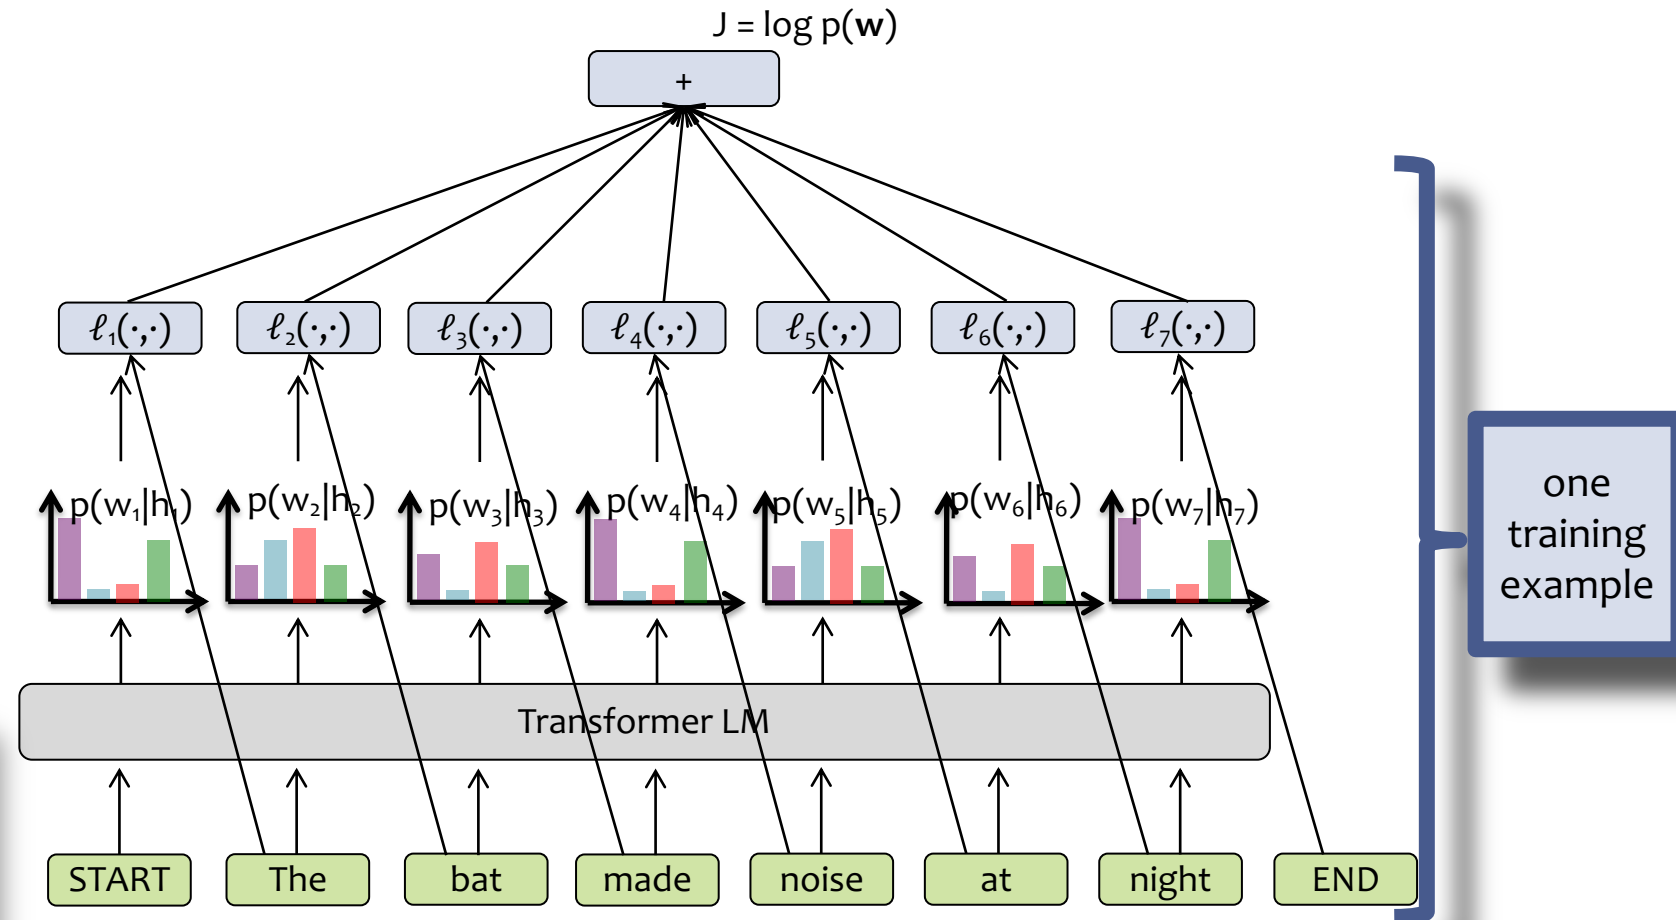 J = log p(w)
+
ℓ₁(·,·) ℓ₂(·,·) ℓ₃(·,·) ℓ₄(·,·) ℓ₅(·,·) ℓ₆(·,·) ℓ₇(·,·)
p(w₁|h₁) p(w₂|h₂) p(w₃|h₃) p(w₄|h₄) p(w₅|h₅) p(w₆|h₆) p(w₇|h₇)
Transformer LM
START The bat made noise at night END
one
training
example